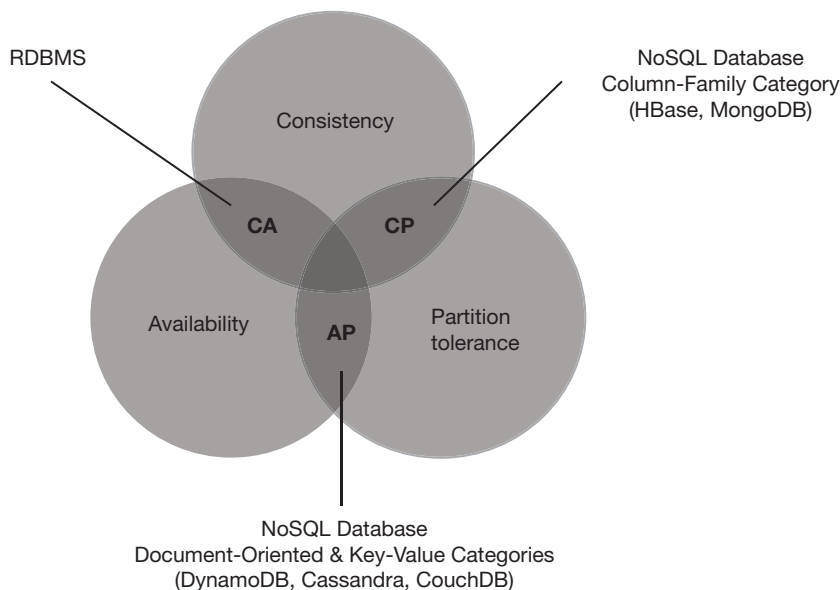 RDBMS
NoSQL Database
Column-Family Category
(HBase, MongoDB)
Consistency
CA
CP
Availability
AP
Partition
tolerance
NoSQL Database
Document-Oriented & Key-Value Categories
(DynamoDB, Cassandra, CouchDB)